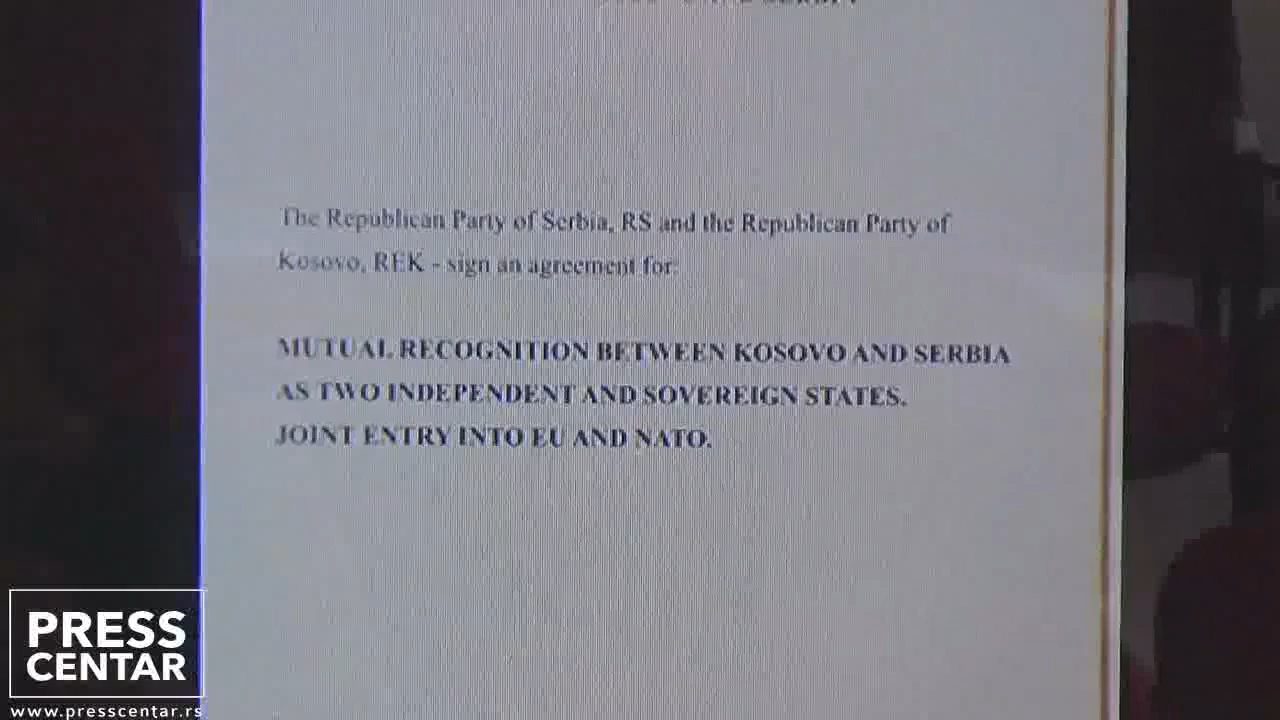 The Republican Party of Serbia, RS and the Republican Party of
Kosovo, REK - sign an agreement for:
MUTUAL RECOGNITION BETWEEN KOSOVO AND SERBIA
AS TWO INDEPENDENT AND SOVEREIGN STATES.
JOINT ENTRY INTO EU AND NATO.
PRESS
CENTAR
www.presscentar.rs